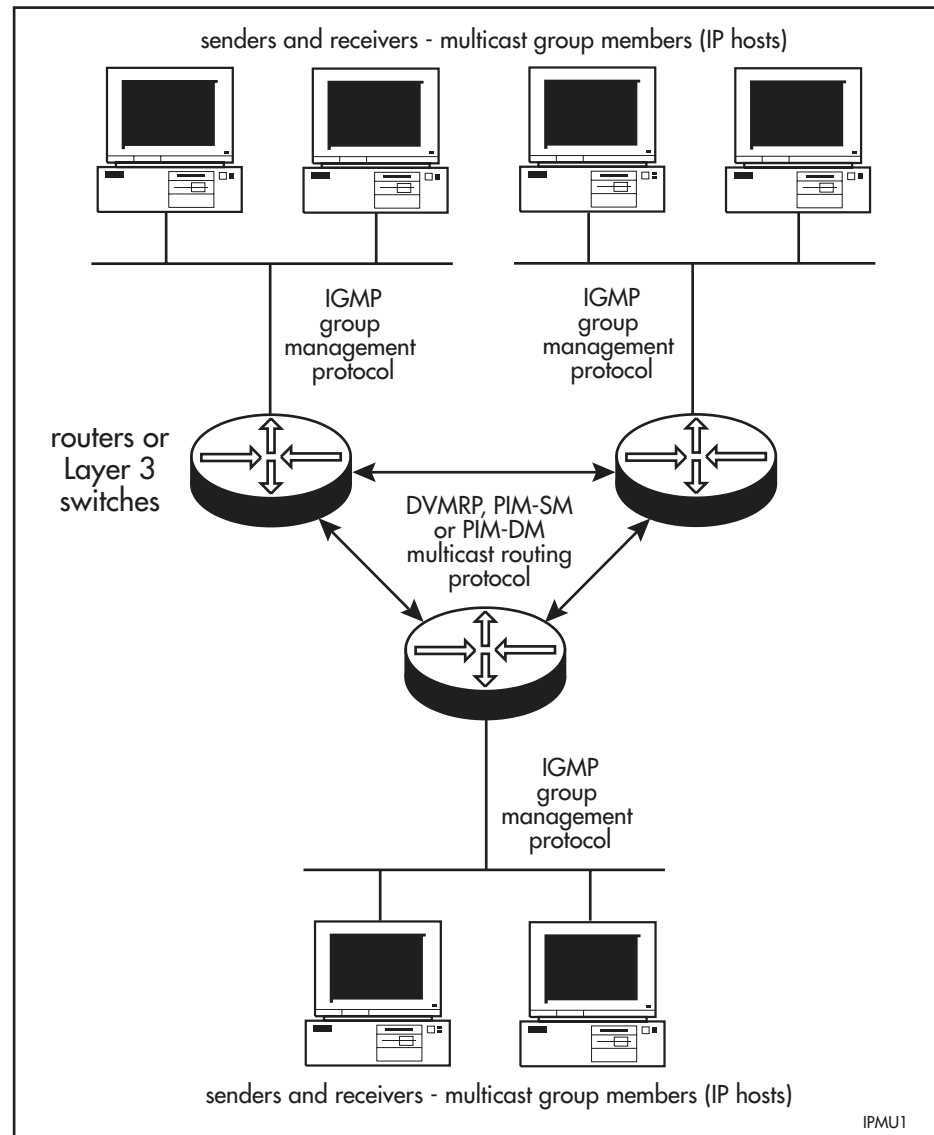 senders and receivers - multicast group members (IP hosts)
IGMP
group
management
protocol
IGMP
group
management
protocol
routers or
Layer 3
switches
DVMRP, PIM-SM
or PIM-DM
multicast routing
protocol
IGMP
group
management
protocol
senders and receivers - multicast group members (IP hosts)
IPMU1